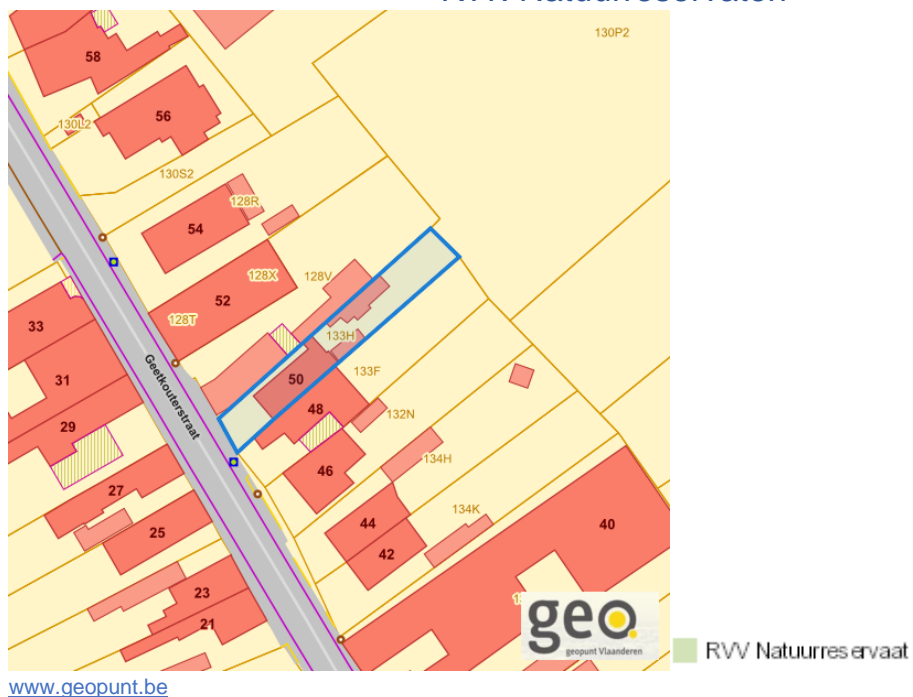 RVV Natuurreservaten
130P2
58
56
130L2
130S2
128R
54
128X
128V
52
128T
133H
33
133F
50
31
Geetkouterstraat
48
132N
29
46
134H
27
134K
44
40
25
42
23
geo.
geopunt Vlaanderen
21
RVV Natuurreservaat
www.geopunt.be